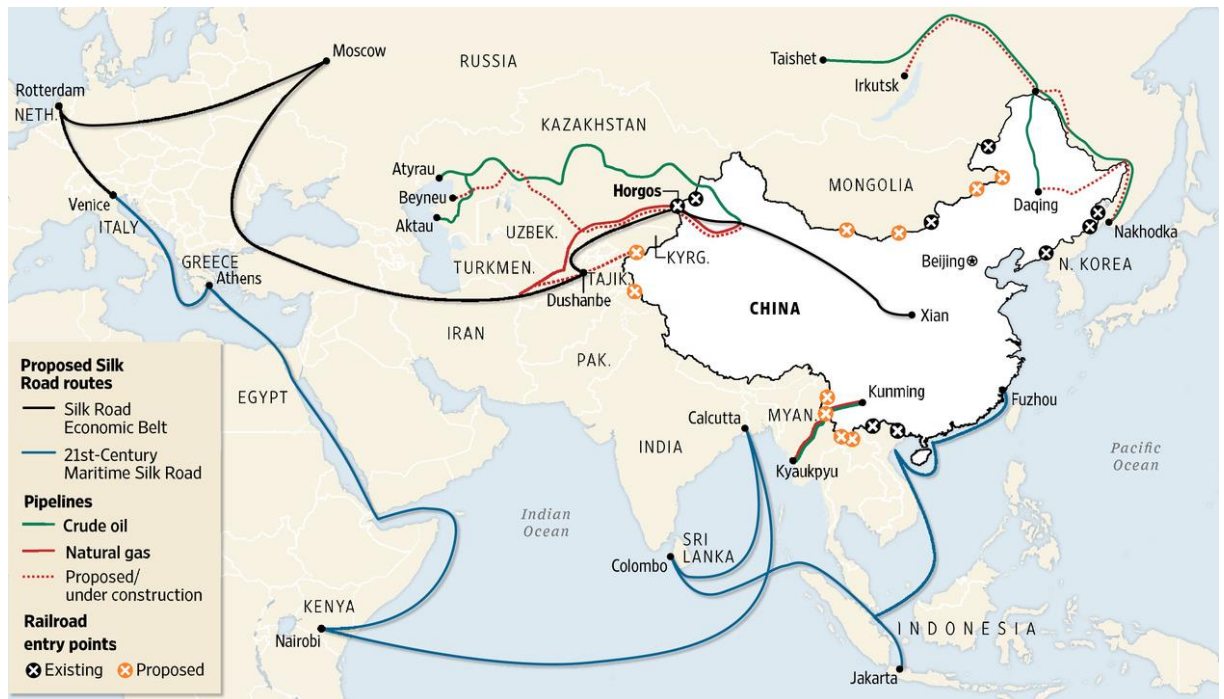 Moscow
RUSSIA
Taishet
Irkutsk
Rotterdam
NETH.
KAZAKHSTAN
Atyrau
Beyneu
Aktau
Horgos
MONGOLIA
Daqing
Nakhodka
Venice
ITALY
UZBEK.
KYRG.
GREECE
Athens
TURKMEN.
TAJIK.
Dushanbe
Beijing
N. KOREA
IRAN
CHINA
Xian
PAK.
Proposed Silk
Road routes
Silk Road
Economic Belt
21st-Century
Maritime Silk Road
Pipelines
Crude oil
Natural gas
Proposed/
under construction
Railroad
entry points
Existing
Proposed
EGYPT
Calcutta
MYAN.
Kunming
Fuzhou
INDIA
Kyaukpyu
Pacific
Ocean
Indian
Ocean
SRI
LANKA
Colombo
KENYA
Nairobi
INDONESIA
Jakarta